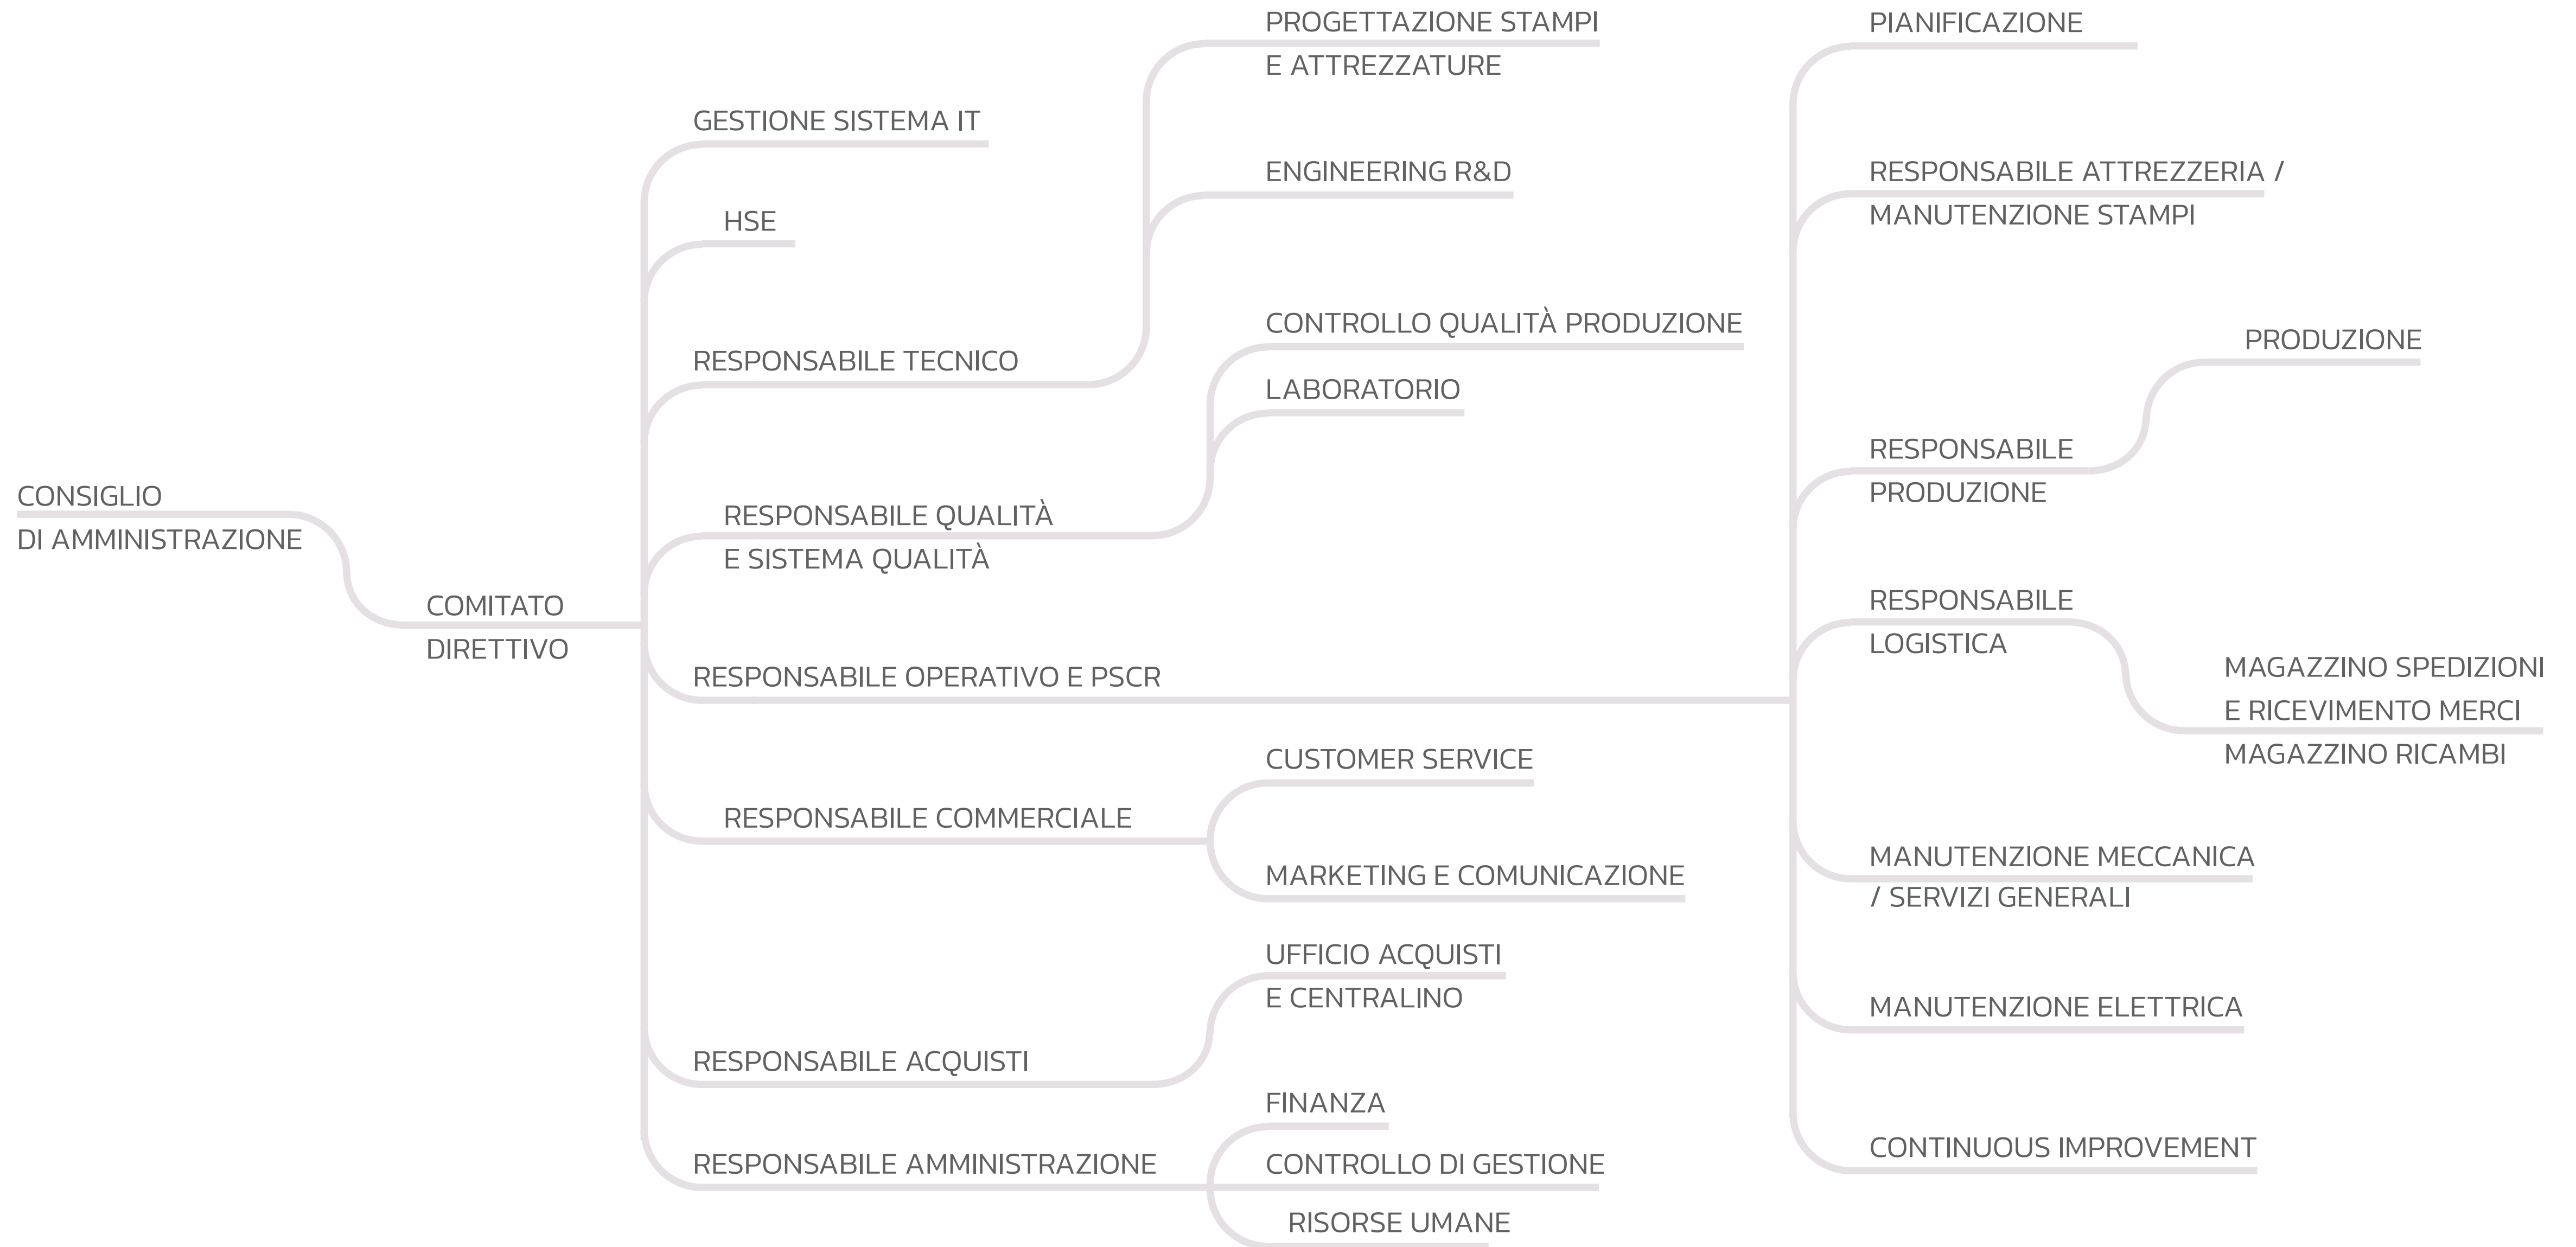 CONSIGLIO
DI AMMINISTRAZIONE
COMITATO
DIRETTIVO
GESTIONE SISTEMA IT
HSE
RESPONSABILE TECNICO
RESPONSABILE QUALITÀ
E SISTEMA QUALITÀ
RESPONSABILE OPERATIVO E PSCR
RESPONSABILE COMMERCIALE
RESPONSABILE ACQUISTI
RESPONSABILE AMMINISTRAZIONE
PROGETTAZIONE STAMPI
E ATTREZZATURE
ENGINEERING R&D
CONTROLLO QUALITÀ PRODUZIONE
LABORATORIO
CUSTOMER SERVICE
MARKETING E COMUNICAZIONE
UFFICIO ACQUISTI
E CENTRALINO
FINANZA
CONTROLLO DI GESTIONE
RISORSE UMANE
PIANIFICAZIONE
RESPONSABILE ATTREZZERIA /
MANUTENZIONE STAMPI
RESPONSABILE
PRODUZIONE
PRODUZIONE
RESPONSABILE
LOGISTICA
MAGAZZINO SPEDIZIONI
E RICEVIMENTO MERCI
MAGAZZINO RICAMBI
MANUTENZIONE MECCANICA
/ SERVIZI GENERALI
MANUTENZIONE ELETTRICA
CONTINUOUS IMPROVEMENT